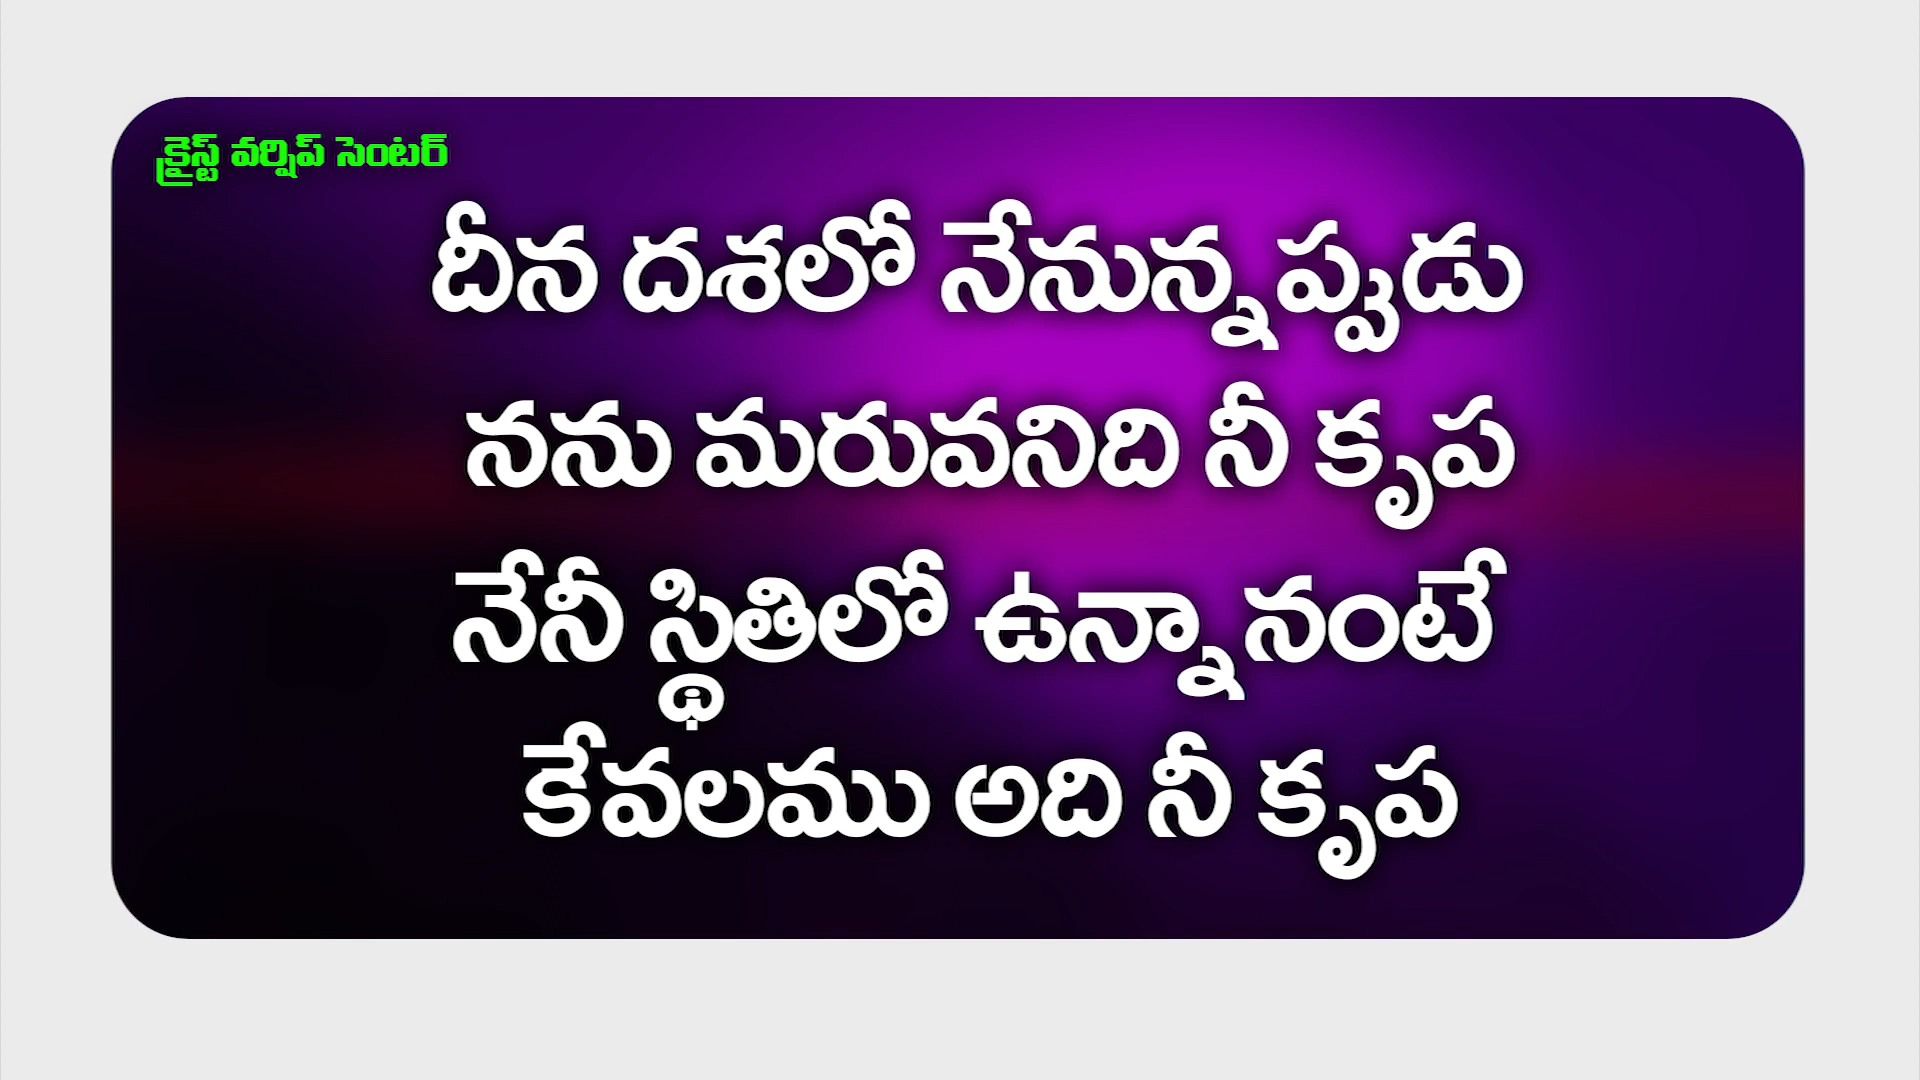 క్రైస్ట్ వర్షిప్ సెంటర్
దీన దశలో నేనున్నప్పుడు
నను మరువనిది నీ కృప
నేనీ స్థితిలో ఉన్నానంటే
కేవలము అది నీ కృప